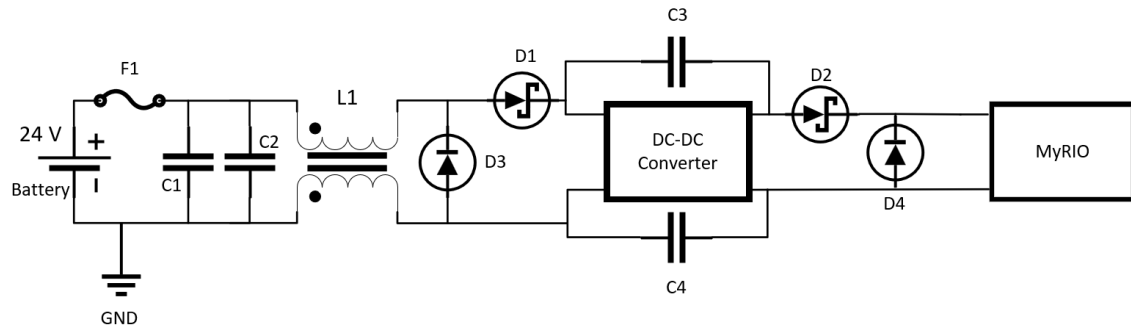 F1
24 V
+
Battery
-
GND
C1
C2
L1
D3
D1
C3
DC-DC
Converter
C4
D2
D4
MyRIO